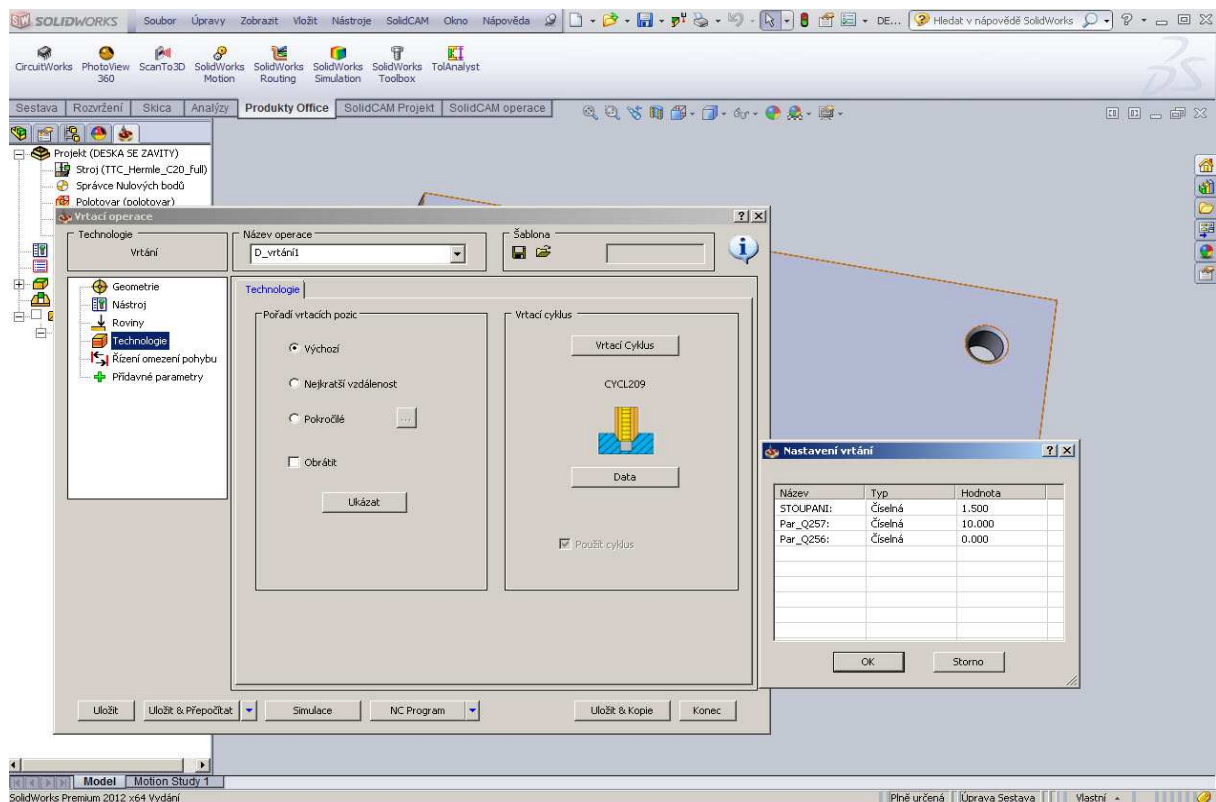 SOLIDWORKS Soubor Úpravy Zobrazit Vložit Nástroje SolidCAM Okno Nápověda DE... Hledat v nápovědě SolidWorks
CircuitWorks PhotoView 360 ScanTo3D SolidWorks Motion SolidWorks Routing SolidWorks Simulation SolidWorks Toolbox TolAnalyst
Sestava Rozvržení Skica Analýzy Produkty Office SolidCAM Projekt SolidCAM operace
Projekt (DESKA SE ZAVITY)
Stroj (TTC_Hermle_C20_full)
Správce Nulových bodů
Polotovar (polotovar)
Vrtací operace
Technologie
Vrtání
Název operace
D_vrtání1
Šablona
Geometrie
Nástroj
Roviny
Technologie
Řízení omezení pohybu
Přídavné parametry
Technologie
Pořadí vrtacích pozic
Výchozí
Nejkratší vzdálenost
Pokročilé ...
Obrátit
Ukázat
Vrtací cyklus
Vrtací Cyklus
CYCL209
Data
Použít cyklus
Uložit Uložit & Přepočítat Simulace NC Program Uložit & Kopie Konec
Nastavení vrtání
Název Typ Hodnota
STOUPANI: Číselná 1.500
Par_Q257: Číselná 10.000
Par_Q256: Číselná 0.000
OK Storno
Model Motion Study 1
SolidWorks Premium 2012 x64 Vydání Plně určená Úprava Sestava Vlastní